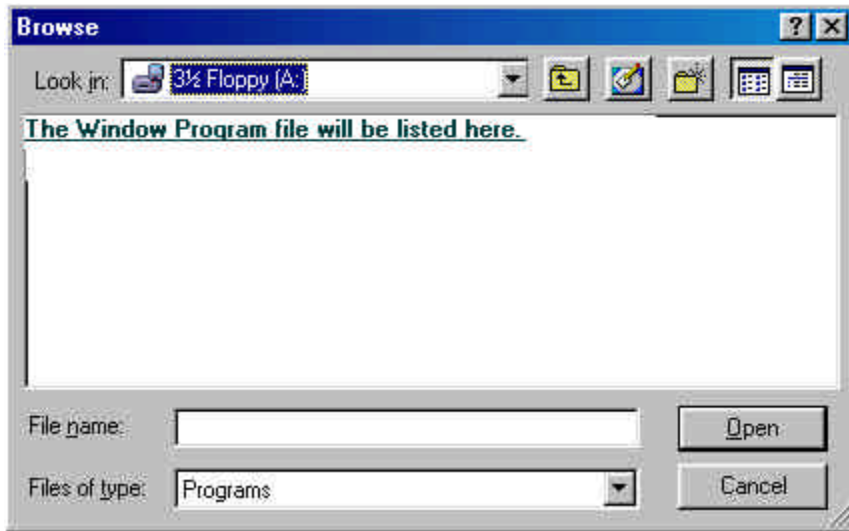 Browse
Look in: 3½ Floppy (A:)
The Window Program file will be listed here.
File name:
Open
Files of type: Programs
Cancel